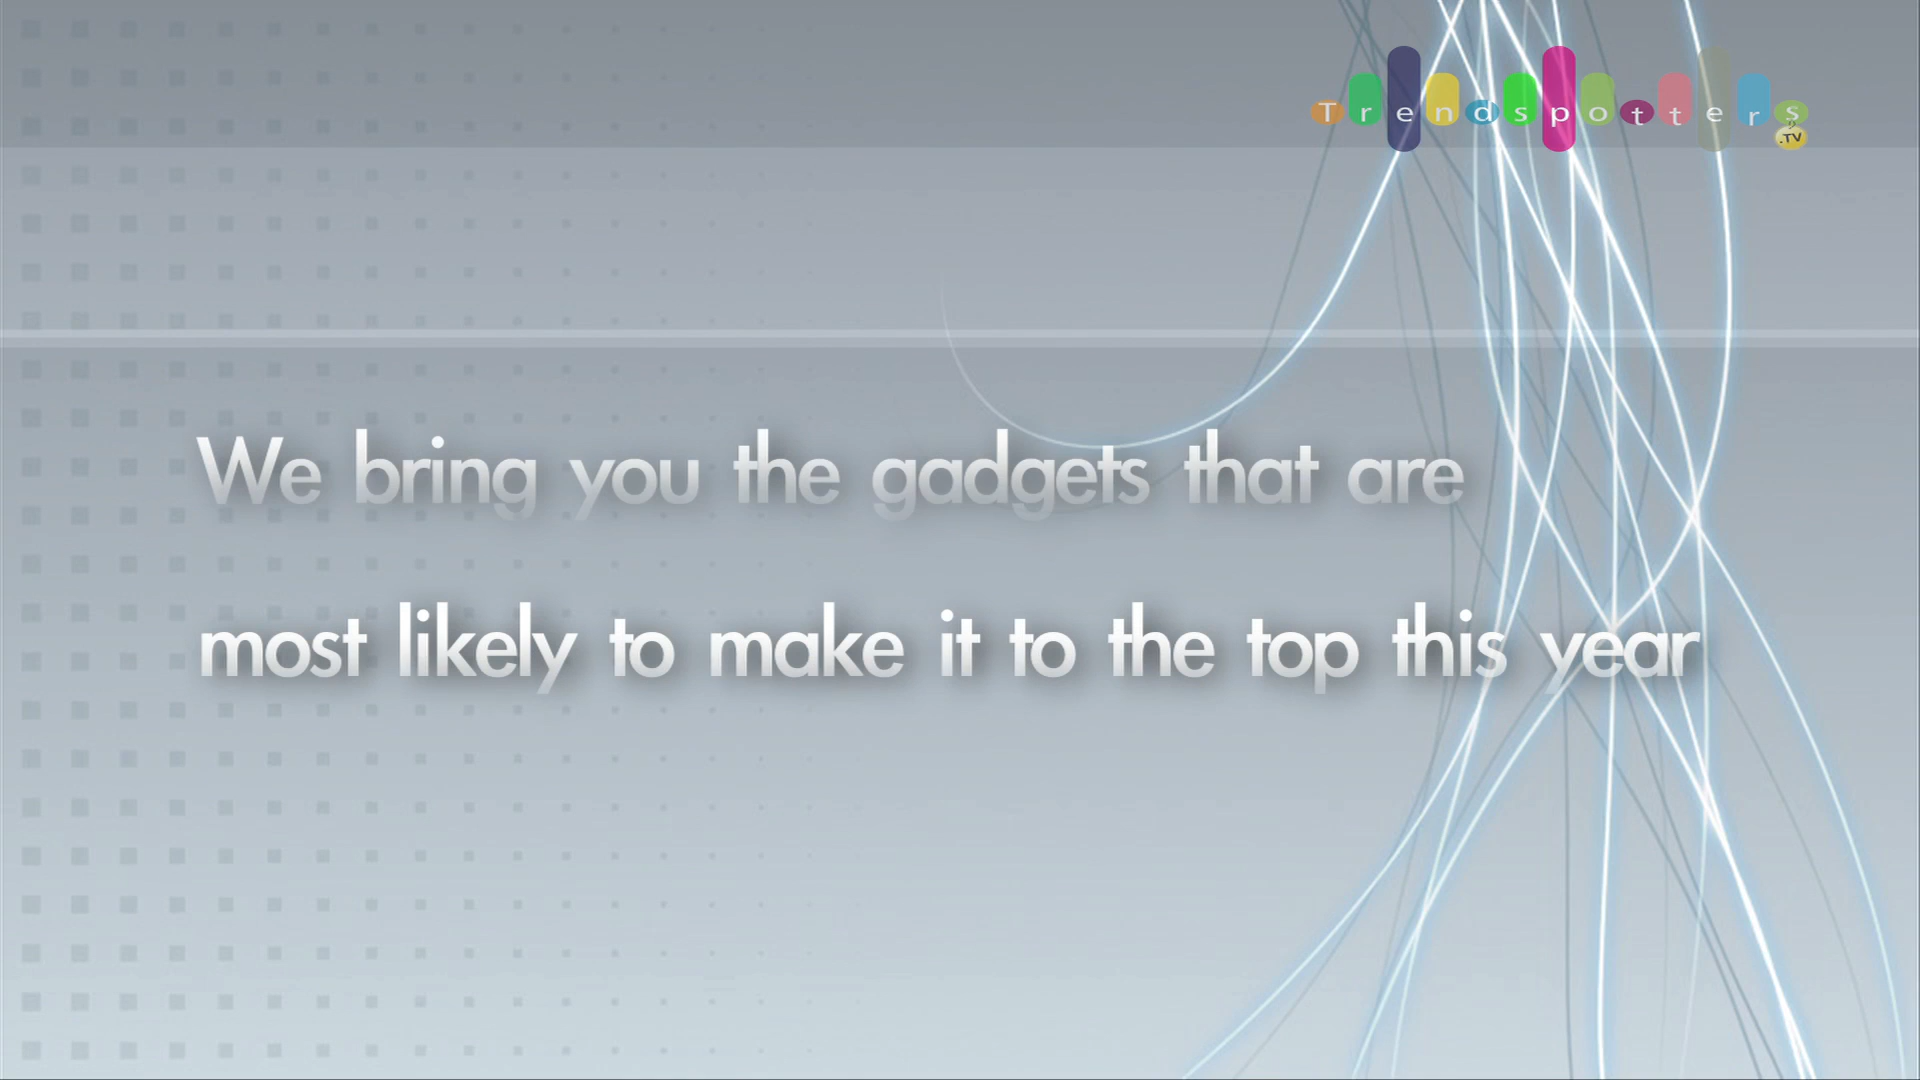 Trendspotters
.TV
We bring you the gadgets that are
most likely to make it to the top this year